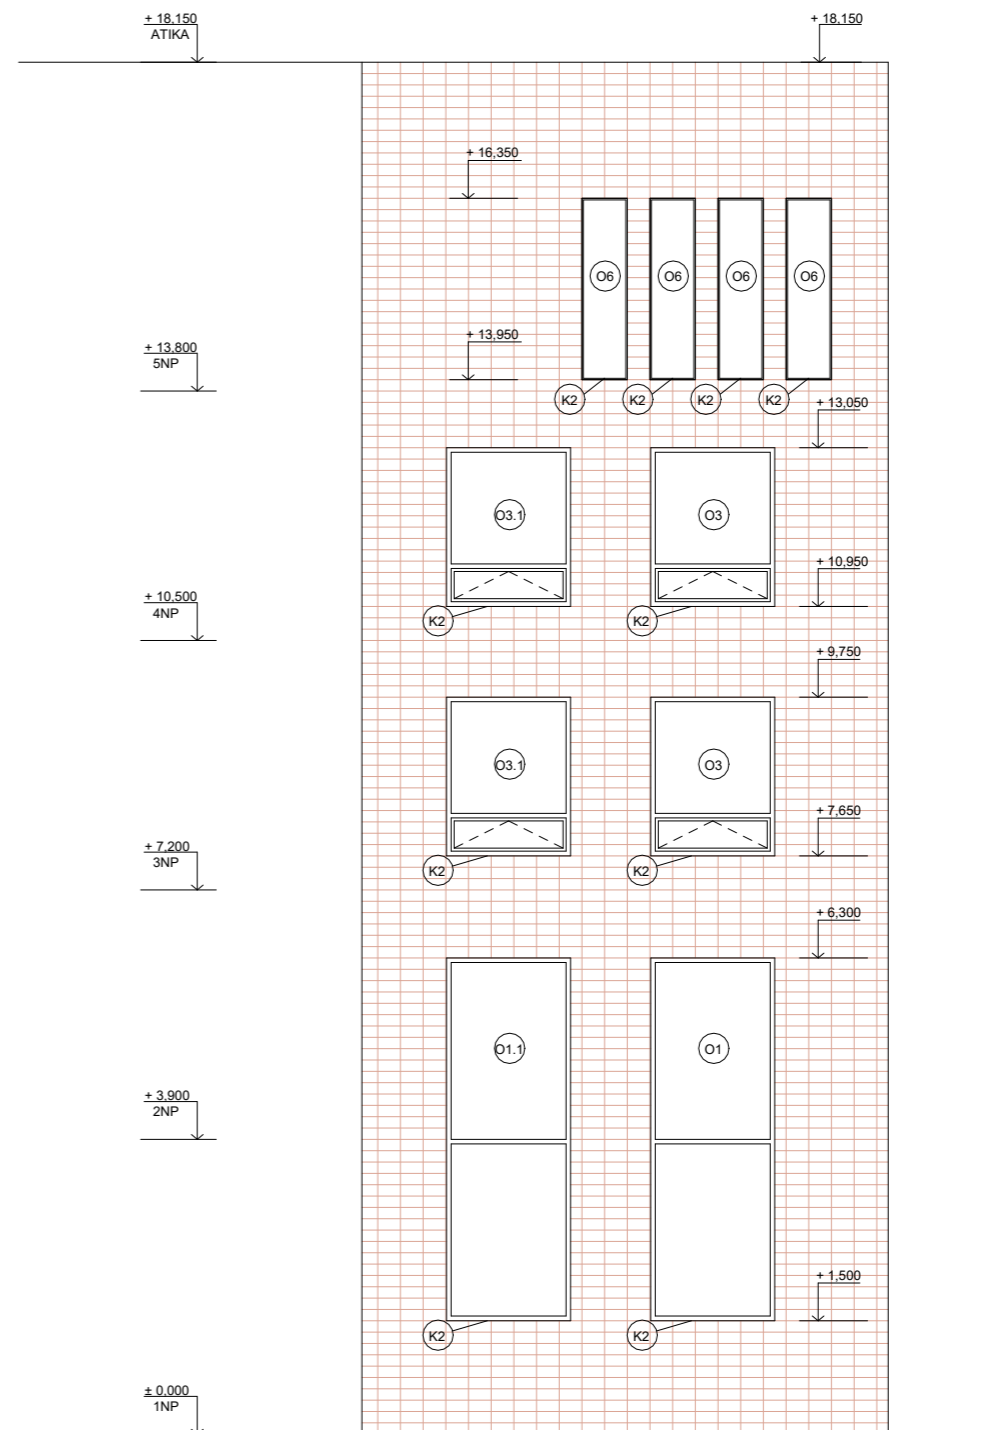 + 18,150
ATIKA
+ 18,150
+ 16,350
O6 O6 O6 O6
+ 13,950
+ 13,800
5NP
K2 K2 K2 K2
+ 13,050
O3.1 O3
+ 10,950
+ 10,500
4NP
K2 K2
+ 9,750
O3.1 O3
+ 7,650
+ 7,200
3NP
K2 K2
+ 6,300
O1.1 O1
+ 3,900
2NP
+ 1,500
K2 K2
± 0,000
1NP